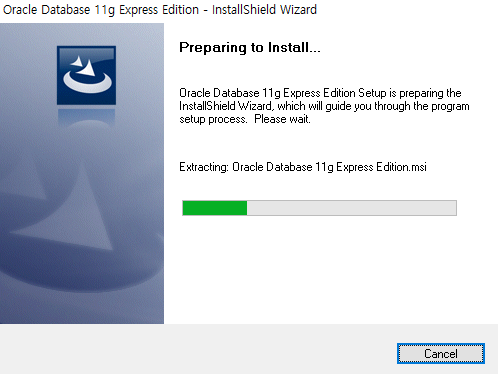 Oracle Database 11g Express Edition - InstallShield Wizard
Preparing to Install...
Oracle Database 11g Express Edition Setup is preparing the
InstallShield Wizard, which will guide you through the program
setup process. Please wait.
Extracting: Oracle Database 11g Express Edition.msi
Cancel